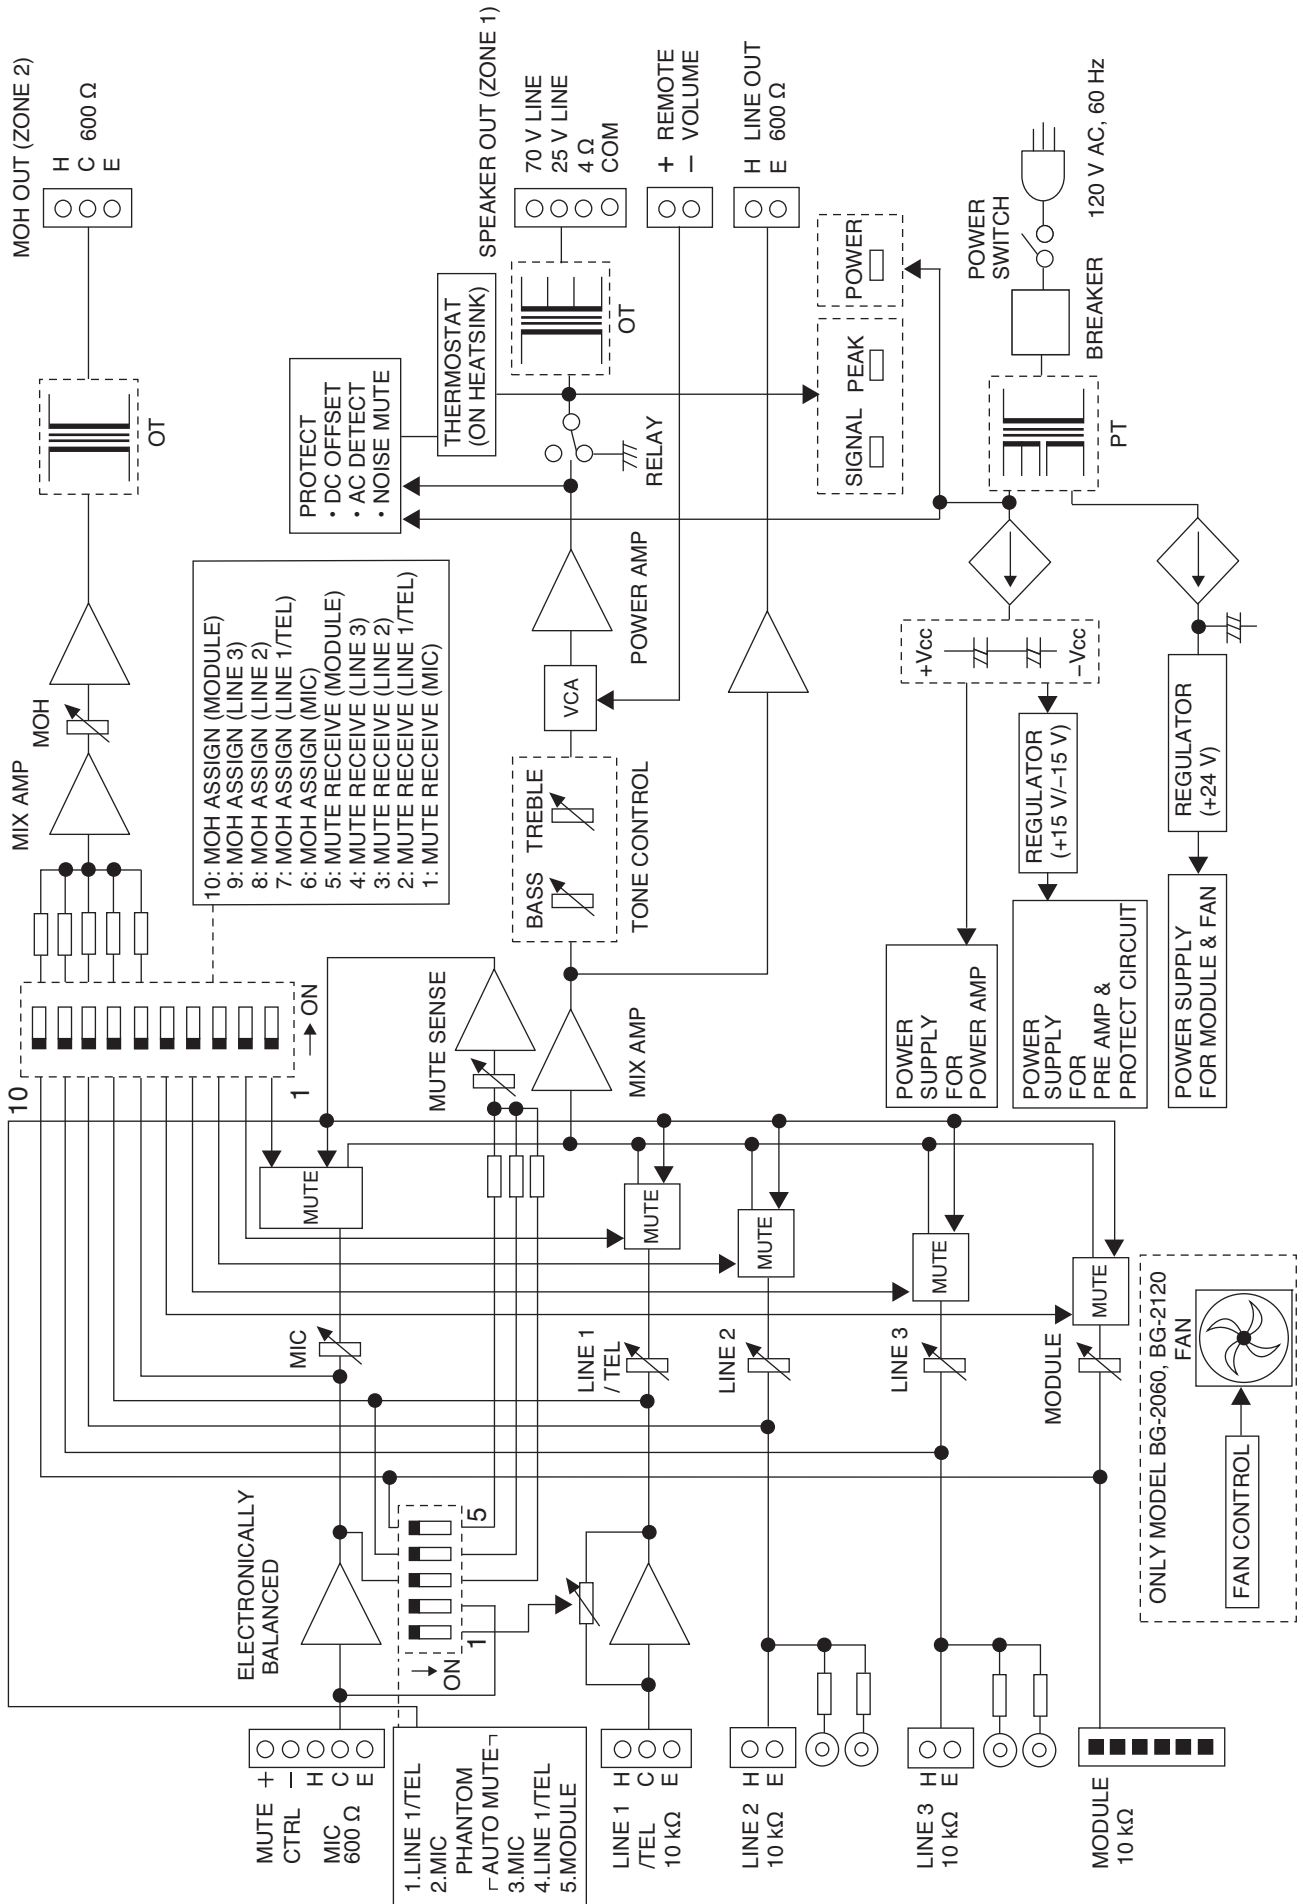 MUTE +
CTRL −
H
MIC C
600 Ω E
ELECTRONICALLY
BALANCED
1.LINE 1/TEL
2.MIC
PHANTOM
┌AUTO MUTE┐
3.MIC
4.LINE 1/TEL
5.MODULE
→ ON
1
5
LINE 1 H
/TEL C
10 kΩ E
LINE 2 H
10 kΩ E
LINE 3 H
10 kΩ E
MODULE
10 kΩ
MIC
LINE 1
/ TEL
LINE 2
LINE 3
MODULE
MUTE
MUTE
MUTE
MUTE
MUTE
ONLY MODEL BG-2060, BG-2120
FAN
FAN CONTROL
10
1
→ ON
MUTE SENSE
MIX AMP
MIX AMP
MOH
10: MOH ASSIGN (MODULE)
9: MOH ASSIGN (LINE 3)
8: MOH ASSIGN (LINE 2)
7: MOH ASSIGN (LINE 1/TEL)
6: MOH ASSIGN (MIC)
5: MUTE RECEIVE (MODULE)
4: MUTE RECEIVE (LINE 3)
3: MUTE RECEIVE (LINE 2)
2: MUTE RECEIVE (LINE 1/TEL)
1: MUTE RECEIVE (MIC)
BASS TREBLE
TONE CONTROL
VCA
POWER AMP
PROTECT
· DC OFFSET
· AC DETECT
· NOISE MUTE
THERMOSTAT
(ON HEATSINK)
RELAY
OT
OT
MOH OUT (ZONE 2)
H
C 600 Ω
E
SPEAKER OUT (ZONE 1)
70 V LINE
25 V LINE
4 Ω
COM
+ REMOTE
− VOLUME
H LINE OUT
E 600 Ω
SIGNAL PEAK
POWER
POWER
SWITCH
120 V AC, 60 Hz
BREAKER
PT
+Vcc
−Vcc
REGULATOR
(+15 V/−15 V)
REGULATOR
(+24 V)
POWER
SUPPLY
FOR
POWER AMP
POWER
SUPPLY
FOR
PRE AMP &
PROTECT CIRCUIT
POWER SUPPLY
FOR MODULE & FAN